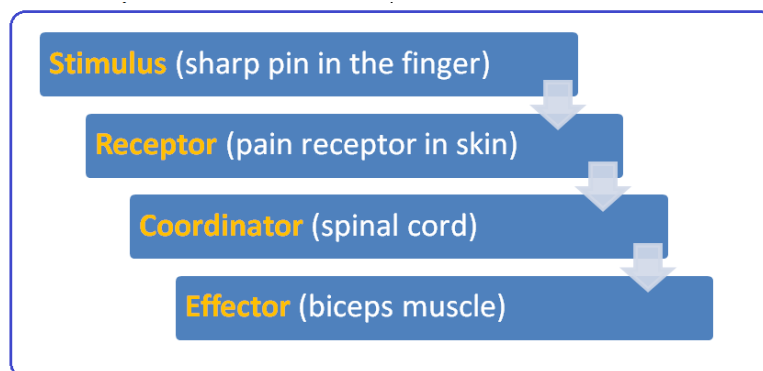 Stimulus (sharp pin in the finger)
Receptor (pain receptor in skin)
Coordinator (spinal cord)
Effector (biceps muscle)